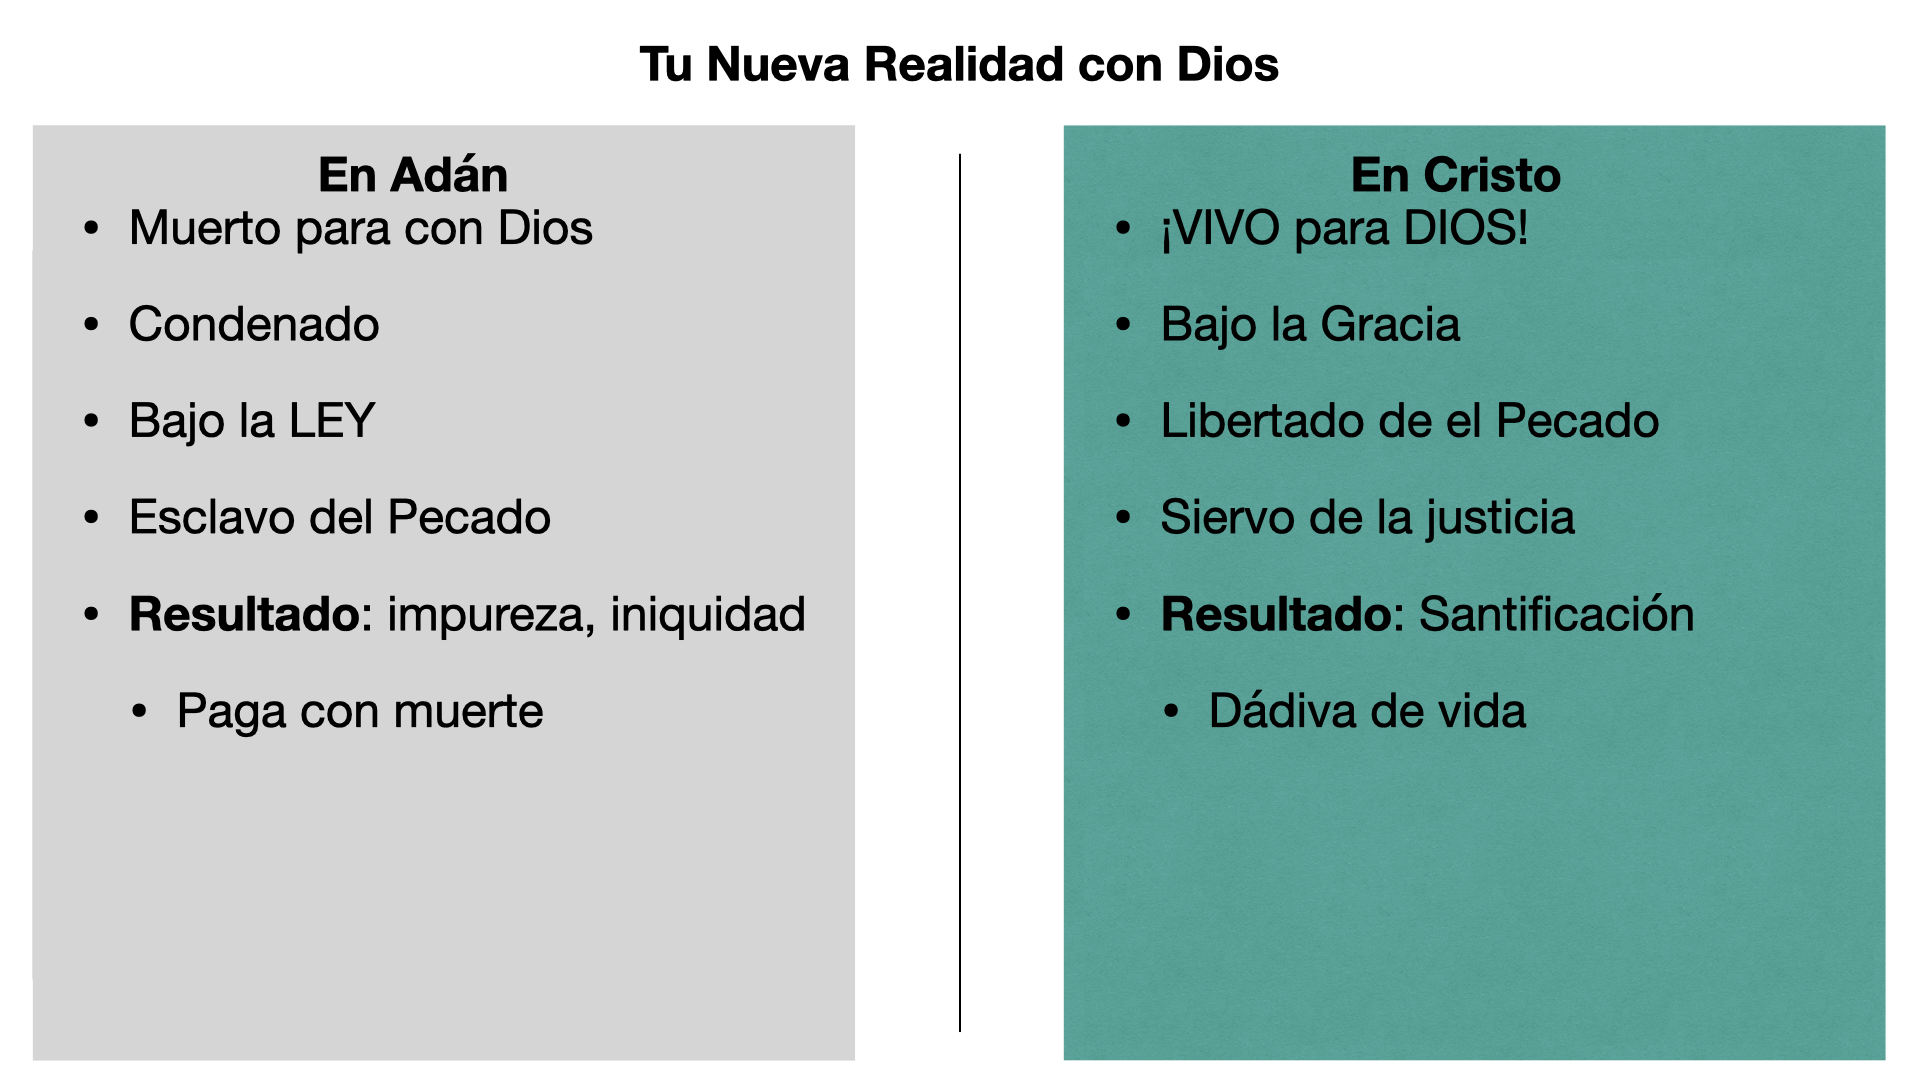 Tu Nueva Realidad con Dios
En Adán
• Muerto para con Dios
• Condenado
• Bajo la LEY
• Esclavo del Pecado
• Resultado: impureza, iniquidad
• Paga con muerte
En Cristo
• ¡VIVO para DIOS!
• Bajo la Gracia
• Libertado de el Pecado
• Siervo de la justicia
• Resultado: Santificación
• Dádiva de vida